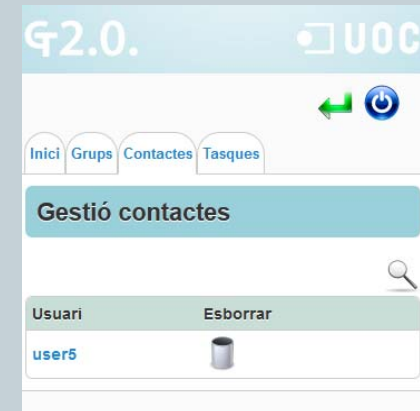 G2.0. UOC
Inici Grups Contactes Tasques
Gestió contactes
Usuari Esborrar
user5